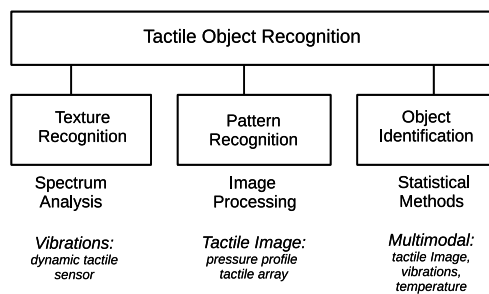 Tactile Object Recognition
Texture
Recognition
Pattern
Recognition
Object
Identification
Spectrum
Analysis
Image
Processing
Statistical
Methods
Vibrations:
dynamic tactile
sensor
Tactile Image:
pressure profile
tactile array
Multimodal:
tactile Image,
vibrations,
temperature